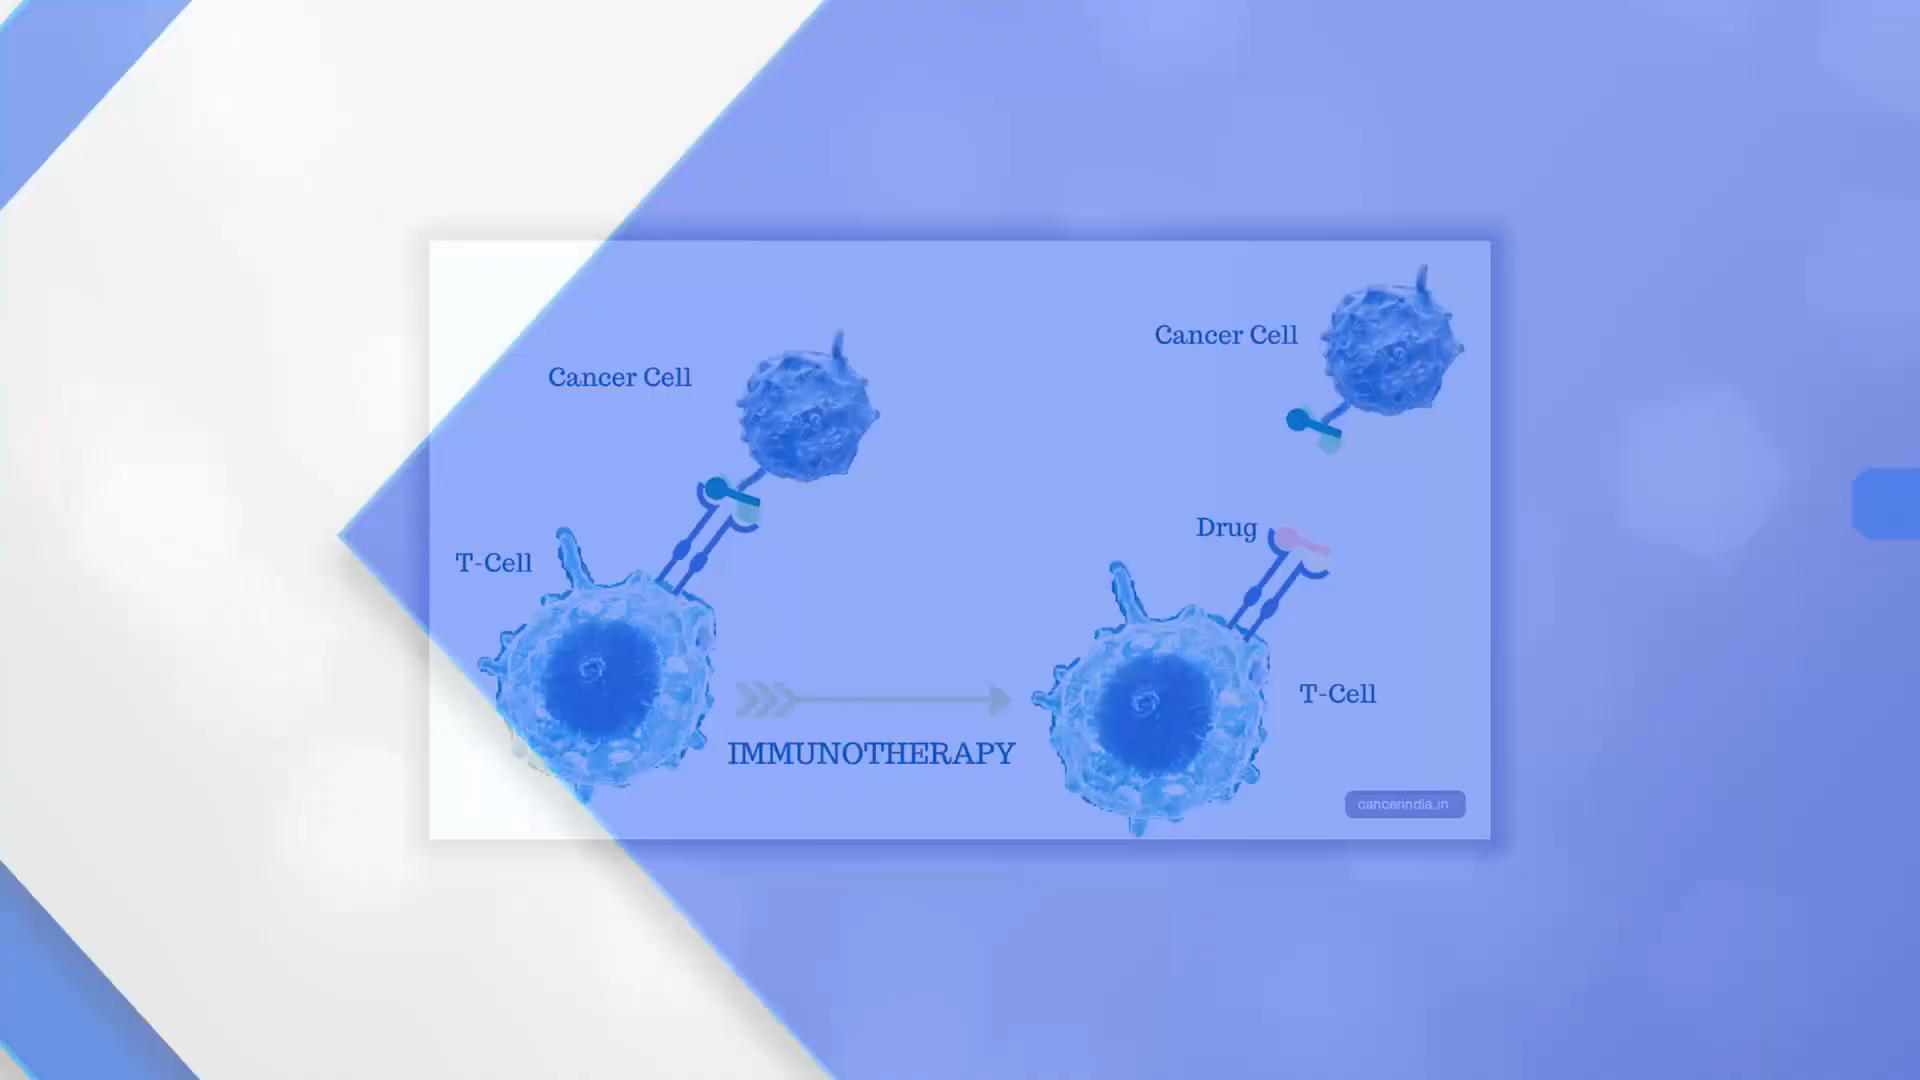 Cancer Cell
T-Cell
IMMUNOTHERAPY
Cancer Cell
Drug
T-Cell
cancerindia.in